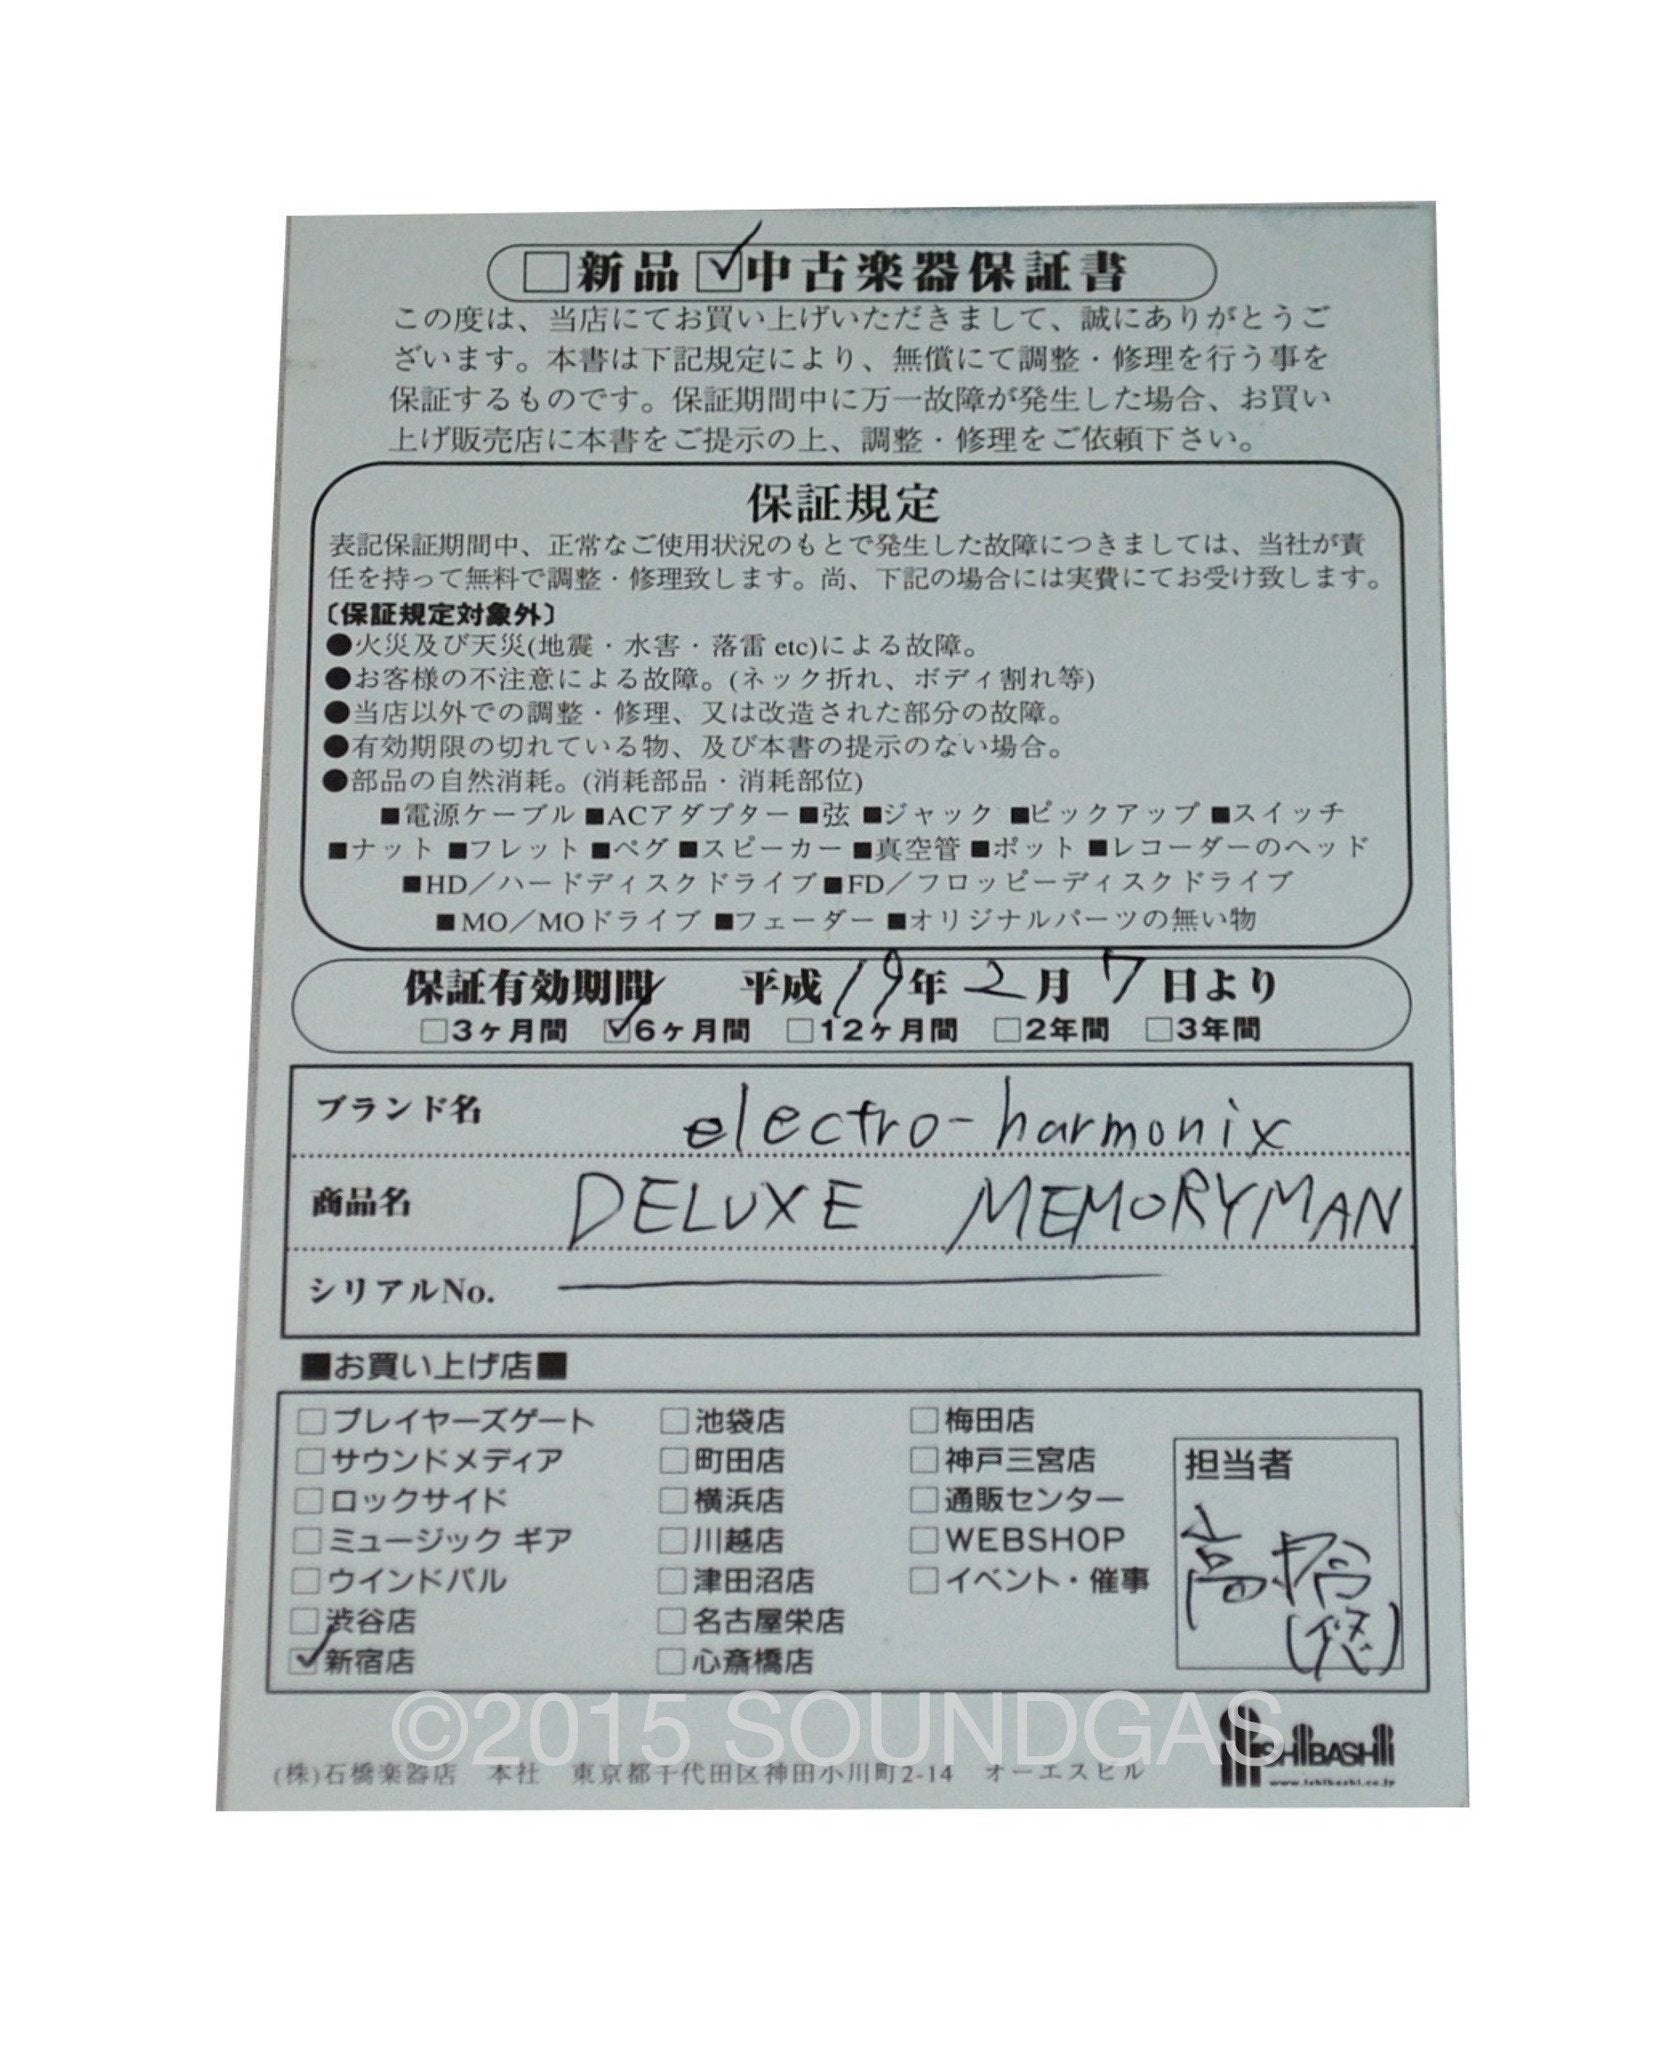 □新品 ☑中古楽器保証書
この度は、当店にてお買い上げいただきまして、誠にありがとうご
ざいます。本書は下記規定により、無償にて調整・修理を行う事を
保証するものです。保証期間中に万一故障が発生した場合、お買い
上げ販売店に本書をご提示の上、調整・修理をご依頼下さい。
保証規定
表記保証期間中、正常なご使用状況のもとで発生した故障につきましては、当社が責
任を持って無料で調整・修理致します。尚、下記の場合には実費にてお受け致します。
〔保証規定対象外〕
●火災及び天災(地震・水害・落雷 etc)による故障。
●お客様の不注意による故障。(ネック折れ、ボディ割れ等)
●当店以外での調整・修理、又は改造された部分の故障。
●有効期限の切れている物、及び本書の提示のない場合。
●部品の自然消耗。(消耗部品・消耗部位)
■電源ケーブル ■ACアダプター ■弦 ■ジャック ■ピックアップ ■スイッチ
■ナット ■フレット ■ペグ ■スピーカー ■真空管 ■ポット ■レコーダーのヘッド
■HD／ハードディスクドライブ ■FD／フロッピーディスクドライブ
■MO／MOドライブ ■フェーダー ■オリジナルパーツの無い物
保証有効期間 平成19年2月7日より
□3ヶ月間 ☑6ヶ月間 □12ヶ月間 □2年間 □3年間
ブランド名 electro-harmonix
商品名 DELUXE MEMORYMAN
シリアルNo.
■お買い上げ店■
□プレイヤーズゲート □池袋店 □梅田店
□サウンドメディア □町田店 □神戸三宮店
□ロックサイド □横浜店 □通販センター
□ミュージック ギア □川越店 □WEBSHOP
□ウインドパル □津田沼店 □イベント・催事
□渋谷店 □名古屋栄店
☑新宿店 □心斎橋店
担当者
高橋
(悠)
©2015 SOUNDGAS
(株)石橋楽器店 本社 東京都千代田区神田小川町2-14 オーエスビル
ISHIBASHI
www.ishibashi.co.jp